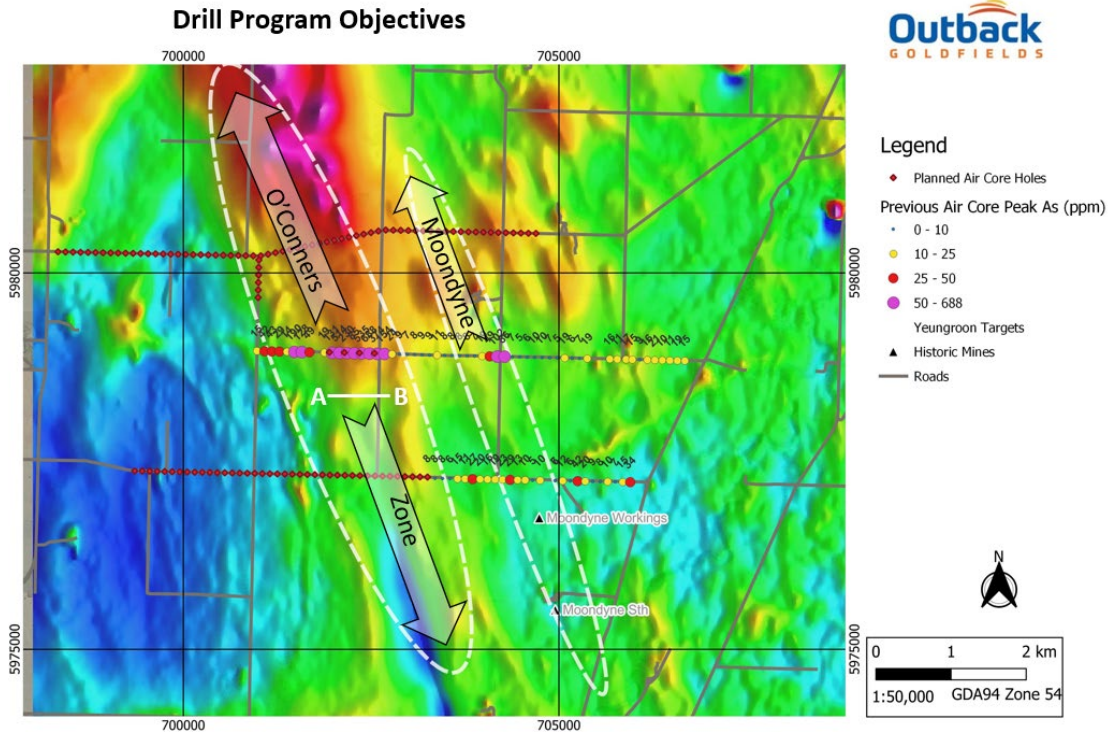 Drill Program Objectives
Outback
GOLDFIELDS
700000
705000
Legend
Planned Air Core Holes
Previous Air Core Peak As (ppm)
0 - 10
10 - 25
25 - 50
50 - 688
Yeungroon Targets
Historic Mines
Roads
5980000
5980000
O'Conners
Moondyne
A
B
Zone
Moondyne Workings
Moondyne Sth
5975000
5975000
N
0 1 2 km
1:50,000 GDA94 Zone 54
700000
705000